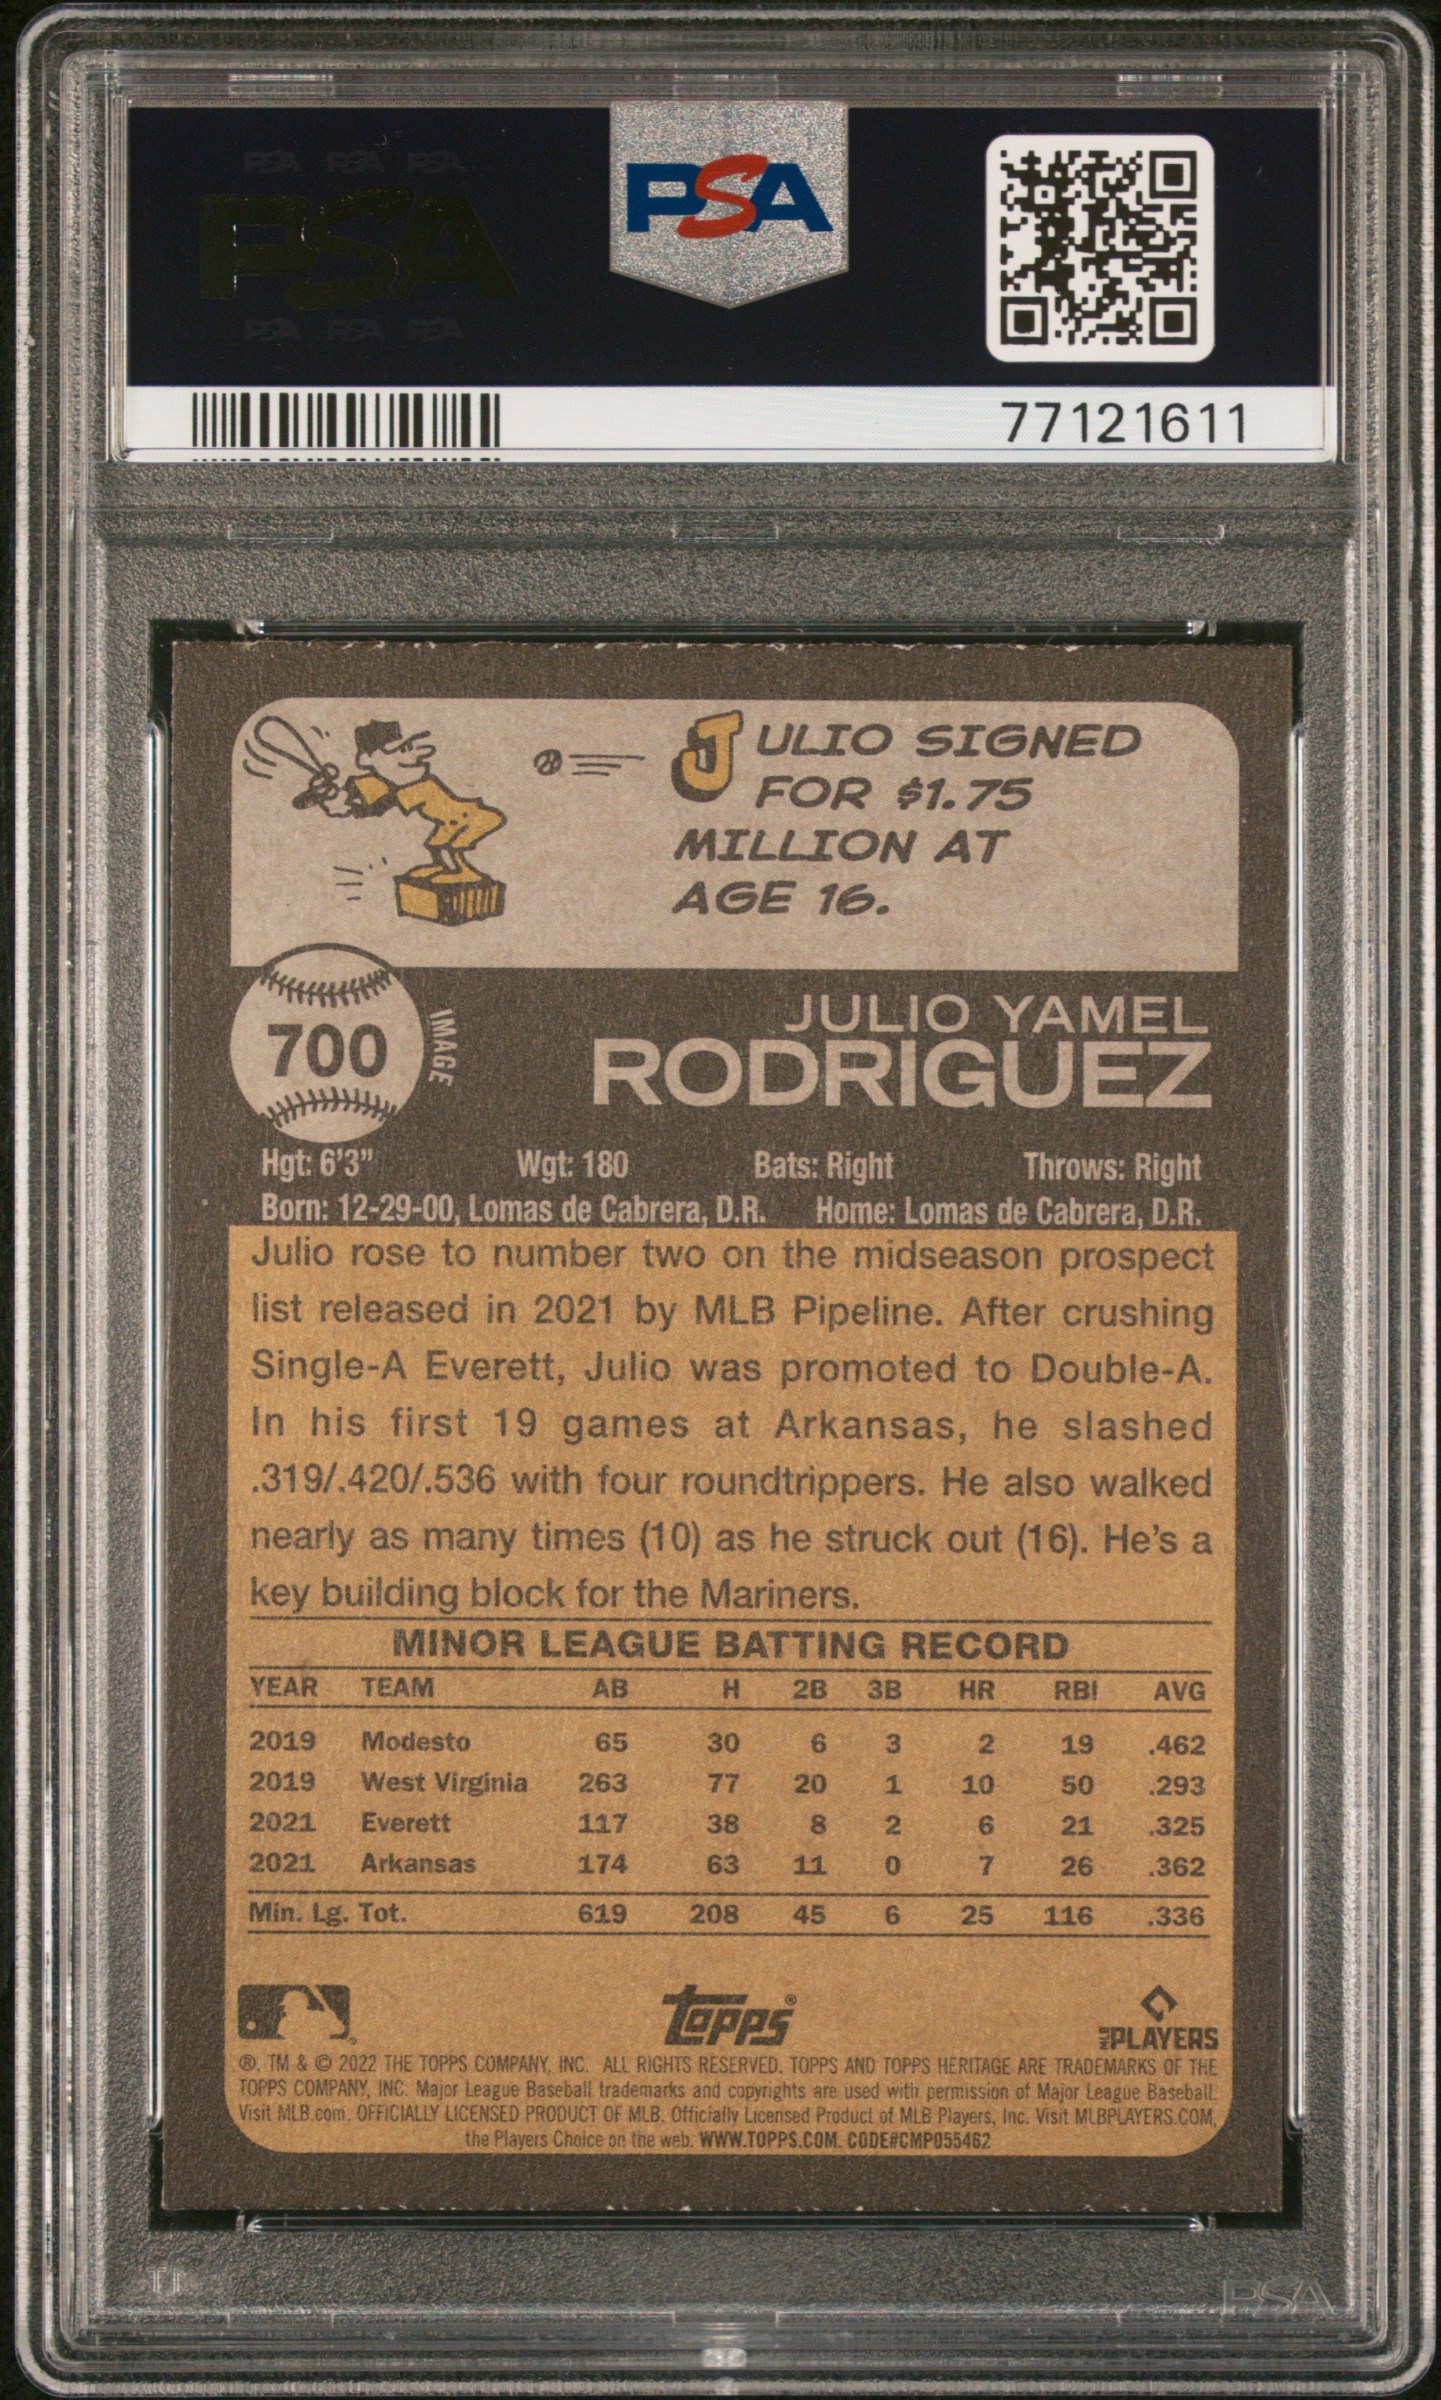 PSA PSA PSA
PSA
PSA PSA PSA
PSA
77121611
JULIO SIGNED
FOR $1.75
MILLION AT
AGE 16.
700
IMAGE
JULIO YAMEL
RODRIGUEZ
Hgt: 6'3" Wgt: 180 Bats: Right Throws: Right
Born: 12-29-00, Lomas de Cabrera, D.R. Home: Lomas de Cabrera, D.R.
Julio rose to number two on the midseason prospect
list released in 2021 by MLB Pipeline. After crushing
Single-A Everett, Julio was promoted to Double-A.
In his first 19 games at Arkansas, he slashed
.319/.420/.536 with four roundtrippers. He also walked
nearly as many times (10) as he struck out (16). He's a
key building block for the Mariners.
MINOR LEAGUE BATTING RECORD
YEAR TEAM AB H 2B 3B HR RBI AVG
2019 Modesto 65 30 6 3 2 19 .462
2019 West Virginia 263 77 20 1 10 50 .293
2021 Everett 117 38 8 2 6 21 .325
2021 Arkansas 174 63 11 0 7 26 .362
Min. Lg. Tot. 619 208 45 6 25 116 .336
topps®
MLB PLAYERS
®, TM & © 2022 THE TOPPS COMPANY, INC. ALL RIGHTS RESERVED. TOPPS AND TOPPS HERITAGE ARE TRADEMARKS OF THE
TOPPS COMPANY, INC. Major League Baseball trademarks and copyrights are used with permission of Major League Baseball.
Visit MLB.com. OFFICIALLY LICENSED PRODUCT OF MLB. Officially Licensed Product of MLB Players, Inc. Visit MLBPLAYERS.COM,
the Players Choice on the web. WWW.TOPPS.COM. CODE#CMP055462
PSA